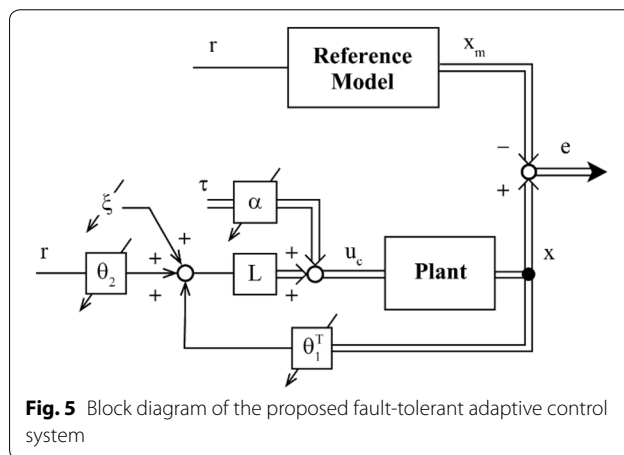 r
Reference
Model
x_m
−
e
+
τ
α
ξ
+
r
θ_2
+
+
L
+
+
u_c
Plant
x
θ_1^T
Fig. 5 Block diagram of the proposed fault-tolerant adaptive control
system